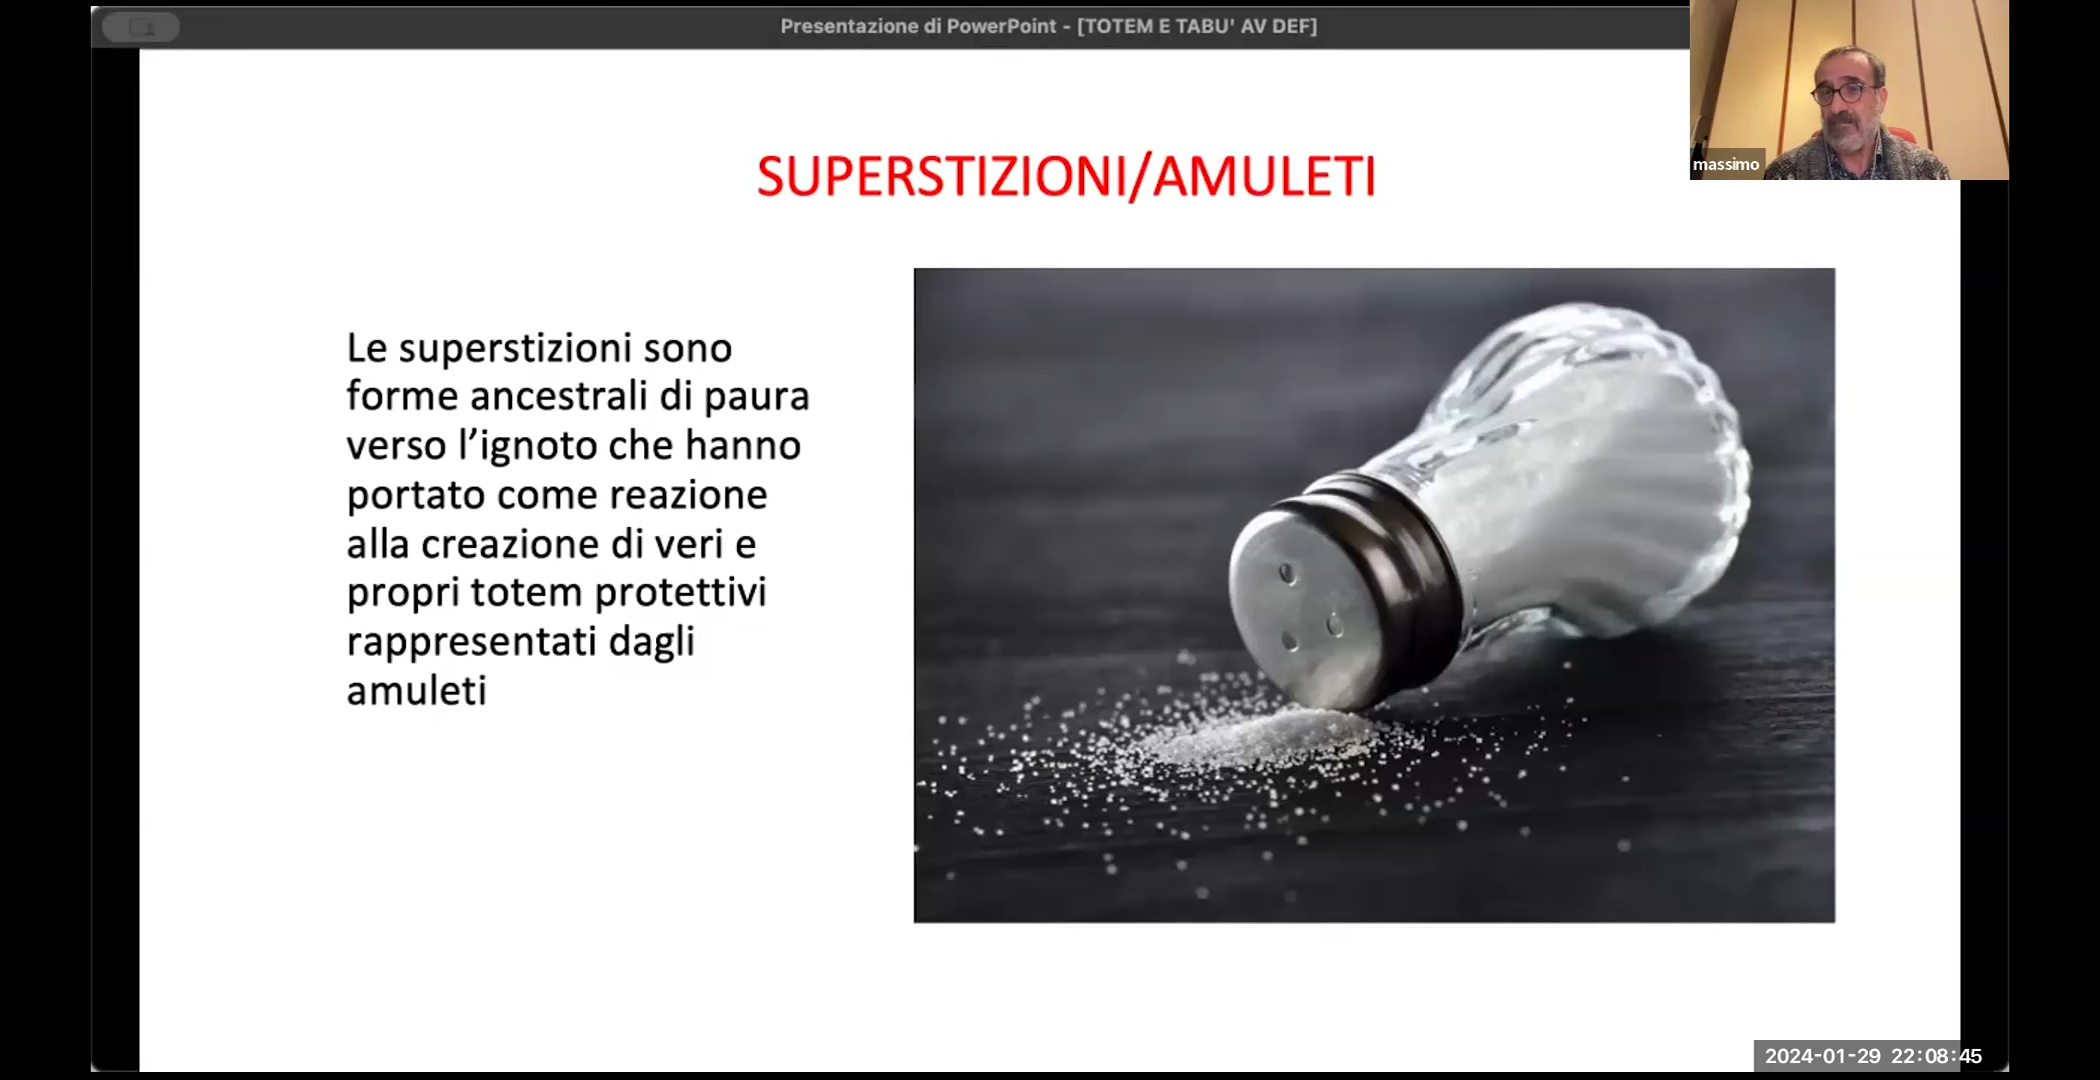 Presentazione di PowerPoint - [TOTEM E TABU' AV DEF]
massimo
SUPERSTIZIONI/AMULETI
Le superstizioni sono
forme ancestrali di paura
verso l’ignoto che hanno
portato come reazione
alla creazione di veri e
propri totem protettivi
rappresentati dagli
amuleti
2024-01-29 22:08:45